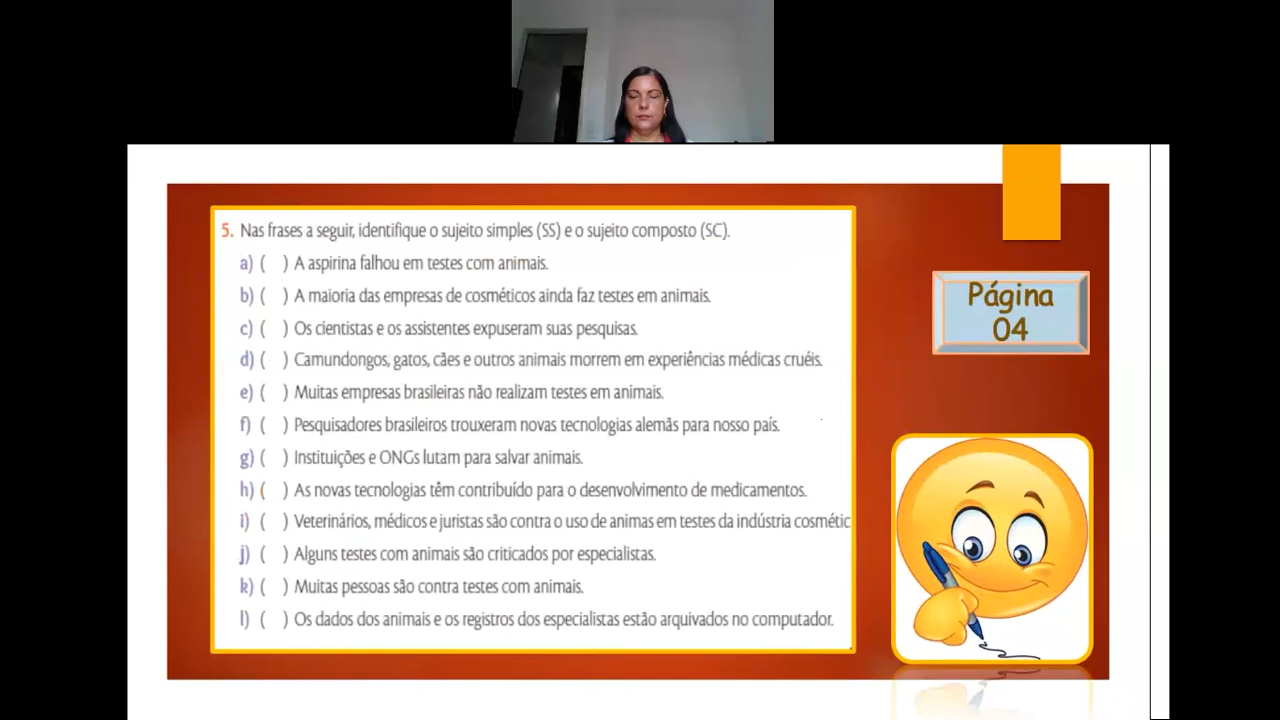 5. Nas frases a seguir, identifique o sujeito simples (SS) e o sujeito composto (SC).
a) ( ) A aspirina falhou em testes com animais.
b) ( ) A maioria das empresas de cosméticos ainda faz testes em animais.
c) ( ) Os cientistas e os assistentes expuseram suas pesquisas.
d) ( ) Camundongos, gatos, cães e outros animais morrem em experiências médicas cruéis.
e) ( ) Muitas empresas brasileiras não realizam testes em animais.
f) ( ) Pesquisadores brasileiros trouxeram novas tecnologias alemãs para nosso país.
g) ( ) Instituições e ONGs lutam para salvar animais.
h) ( ) As novas tecnologias têm contribuído para o desenvolvimento de medicamentos.
i) ( ) Veterinários, médicos e juristas são contra o uso de animas em testes da indústria cosmétic
j) ( ) Alguns testes com animais são criticados por especialistas.
k) ( ) Muitas pessoas são contra testes com animais.
l) ( ) Os dados dos animais e os registros dos especialistas estão arquivados no computador.
Página
04